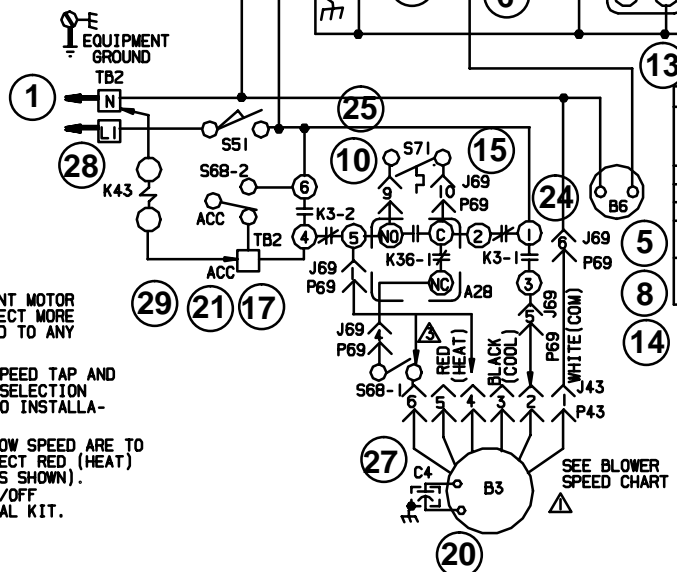 6
13
EQUIPMENT
GROUND
TB2
1
N
L1
25
S51
28
10
S71
15
K43
S68-2
6
9
10
J69
P69
24
B6
ACC
K3-2
4
5
NO
C
2
1
6
J69
P69
5
TB2
ACC
K36-1
K3-1
J69
1
P69
NC
A28
3
8
29
21
17
J69
4
P69
3
RED
(HEAT)
BLACK
(COOL)
J69
5
P69
WHITE(COM)
14
NT MOTOR
ECT MORE
D TO ANY
S68-1
6
5
4
3
2
1
J43
P43
PEED TAP AND
SELECTION
O INSTALLA-
OW SPEED ARE TO
ECT RED (HEAT)
S SHOWN).
/OFF
AL KIT.
27
C4
B3
SEE BLOWER
SPEED CHART
1
20